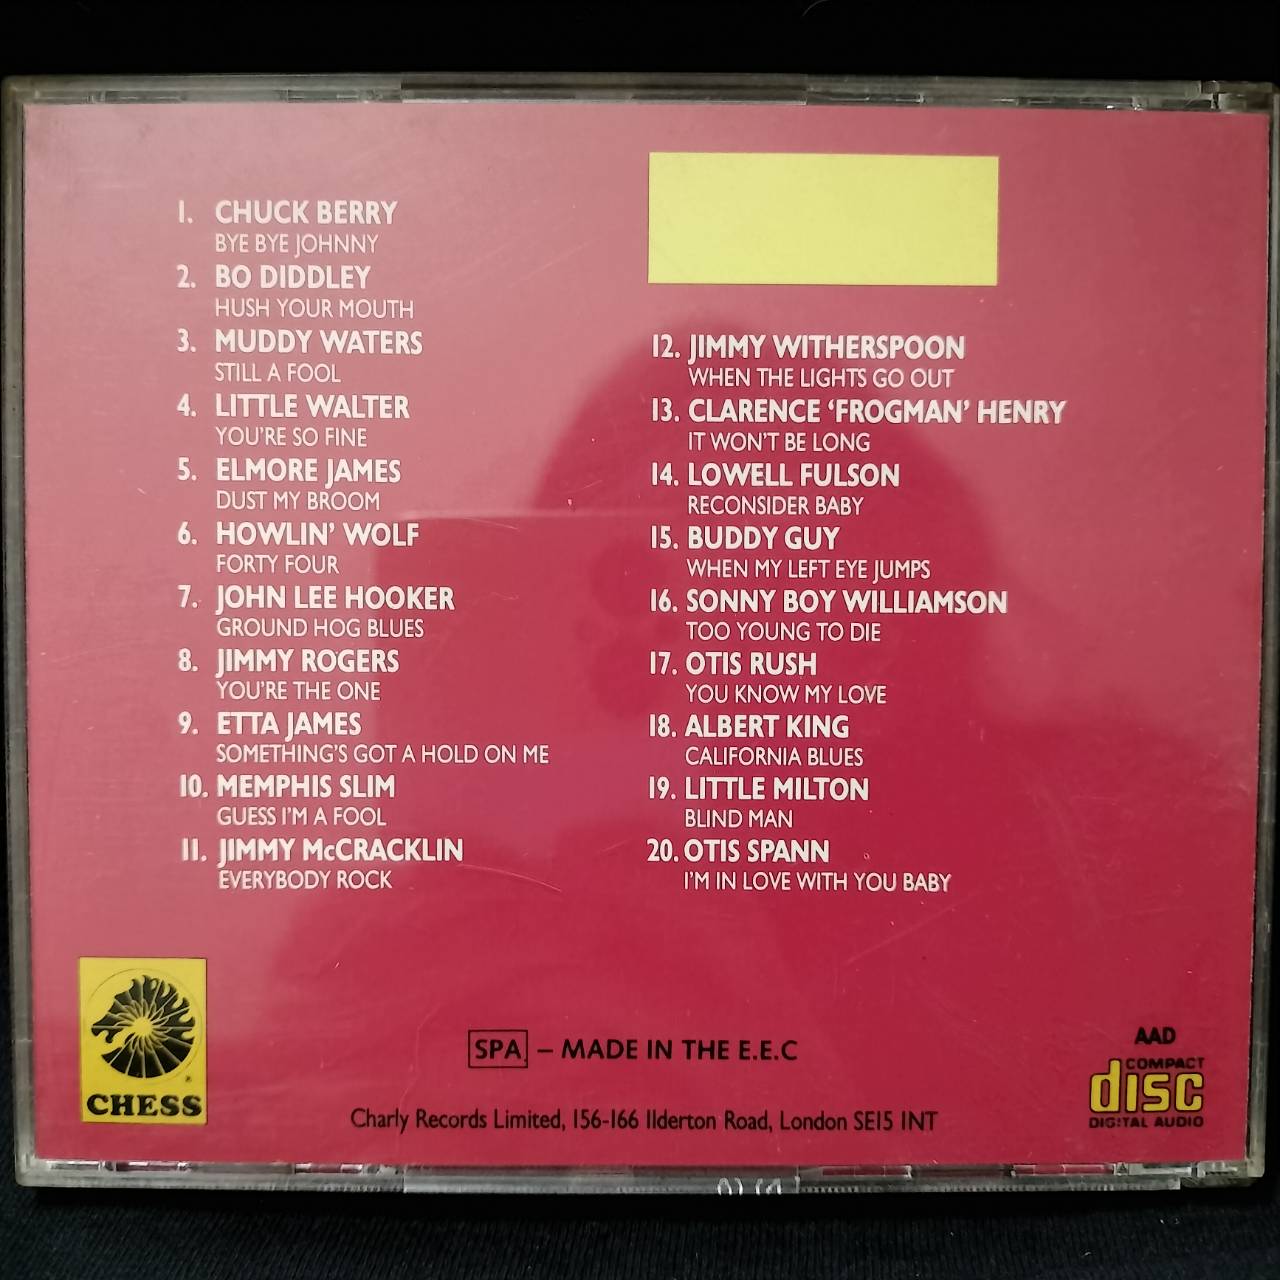 1. CHUCK BERRY
BYE BYE JOHNNY
2. BO DIDDLEY
HUSH YOUR MOUTH
3. MUDDY WATERS
STILL A FOOL
4. LITTLE WALTER
YOU'RE SO FINE
5. ELMORE JAMES
DUST MY BROOM
6. HOWLIN' WOLF
FORTY FOUR
7. JOHN LEE HOOKER
GROUND HOG BLUES
8. JIMMY ROGERS
YOU'RE THE ONE
9. ETTA JAMES
SOMETHING'S GOT A HOLD ON ME
10. MEMPHIS SLIM
GUESS I'M A FOOL
11. JIMMY McCRACKLIN
EVERYBODY ROCK
12. JIMMY WITHERSPOON
WHEN THE LIGHTS GO OUT
13. CLARENCE 'FROGMAN' HENRY
IT WON'T BE LONG
14. LOWELL FULSON
RECONSIDER BABY
15. BUDDY GUY
WHEN MY LEFT EYE JUMPS
16. SONNY BOY WILLIAMSON
TOO YOUNG TO DIE
17. OTIS RUSH
YOU KNOW MY LOVE
18. ALBERT KING
CALIFORNIA BLUES
19. LITTLE MILTON
BLIND MAN
20. OTIS SPANN
I'M IN LOVE WITH YOU BABY
®
CHESS
SPA – MADE IN THE E.E.C
Charly Records Limited, 156-166 Ilderton Road, London SE15 1NT
AAD
COMPACT
disc
DIGITAL AUDIO